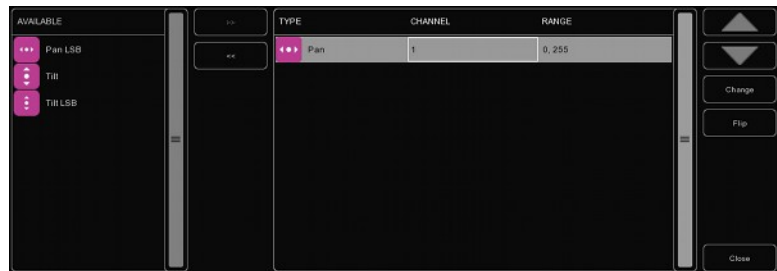 AVAILABLE
Pan LSB
Tilt
Tilt LSB
>>
<<
TYPE CHANNEL RANGE
Pan 1 0, 255
Change
Flip
Close